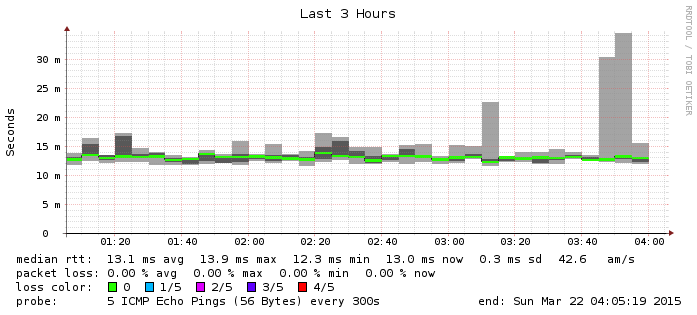 Last 3 Hours
RRDTOOL / TOBI OETIKER
Seconds
30 m
25 m
20 m
15 m
10 m
5 m
0
01:20 01:40 02:00 02:20 02:40 03:00 03:20 03:40 04:00
median rtt: 13.1 ms avg 13.9 ms max 12.3 ms min 13.0 ms now 0.3 ms sd 42.6 am/s
packet loss: 0.00 % avg 0.00 % max 0.00 % min 0.00 % now
loss color: 0 1/5 2/5 3/5 4/5
probe: 5 ICMP Echo Pings (56 Bytes) every 300s end: Sun Mar 22 04:05:19 2015